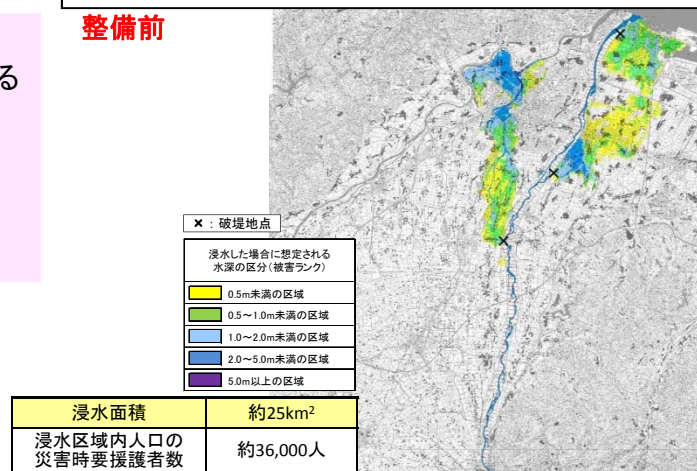 整備前
る
×：破堤地点
浸水した場合に想定される
水深の区分(被害ランク)
0.5m未満の区域
0.5～1.0m未満の区域
1.0～2.0m未満の区域
2.0～5.0m未満の区域
5.0m以上の区域
浸水面積 約25km²
浸水区域内人口の
災害時要援護者数 約36,000人